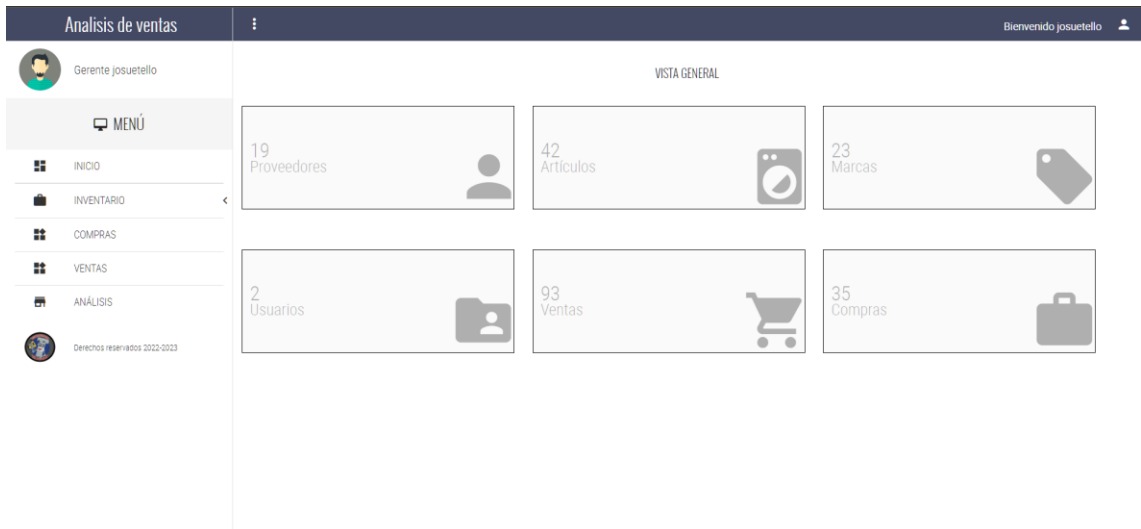 Analisis de ventas
Bienvenido josuetello
Gerente josuetello
MENÚ
INICIO
INVENTARIO
COMPRAS
VENTAS
ANÁLISIS
Derechos reservados 2022-2023
VISTA GENERAL
19
Proveedores
42
Artículos
23
Marcas
2
Usuarios
93
Ventas
35
Compras